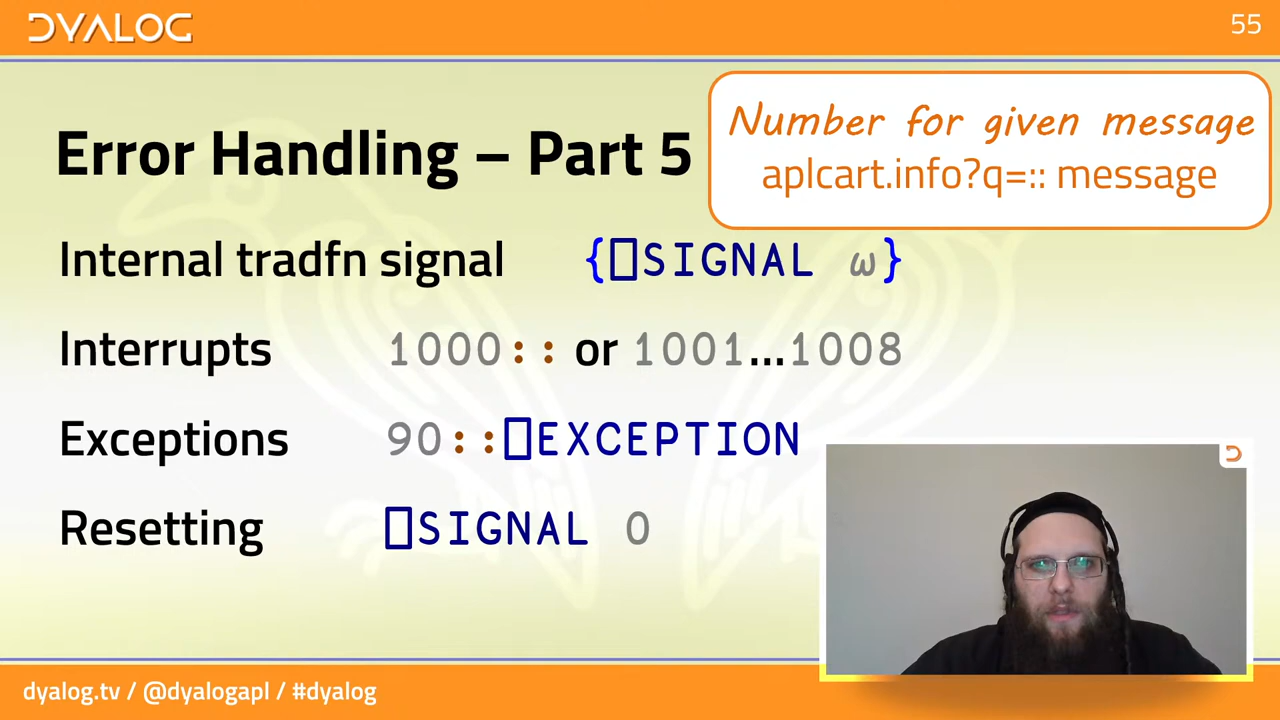 DYALOG
55
Number for given message
aplcart.info?q=:: message
Error Handling – Part 5
Internal tradfn signal {⎕SIGNAL ω}
Interrupts 1000:: or 1001…1008
Exceptions 90::⎕EXCEPTION
Resetting ⎕SIGNAL 0
dyalog.tv / @dyalogapl / #dyalog